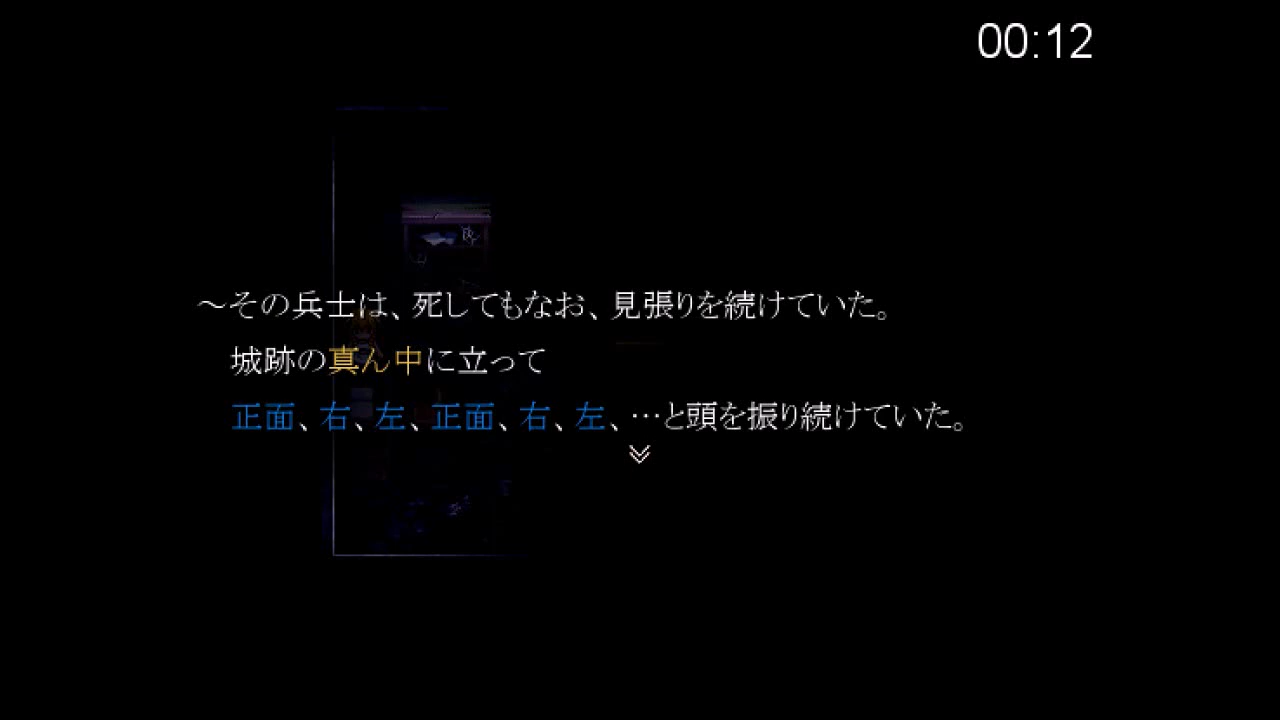 00:12
～その兵士は、死してもなお、見張りを続けていた。
城跡の真ん中に立って
正面、右、左、正面、右、左、…と頭を振り続けていた。